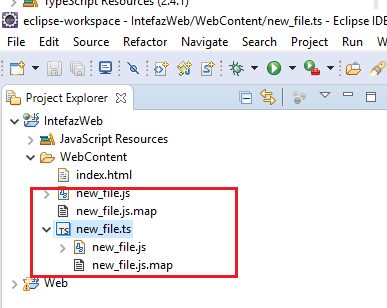 TypeScript Resources (2.4.1)
eclipse-workspace - IntefazWeb/WebContent/new_file.ts - Eclipse IDE
File Edit Source Refactor Navigate Search Project Run
Project Explorer
IntefazWeb
JavaScript Resources
WebContent
index.html
new_file.js
new_file.js.map
TS new_file.ts
new_file.js
new_file.js.map
Web